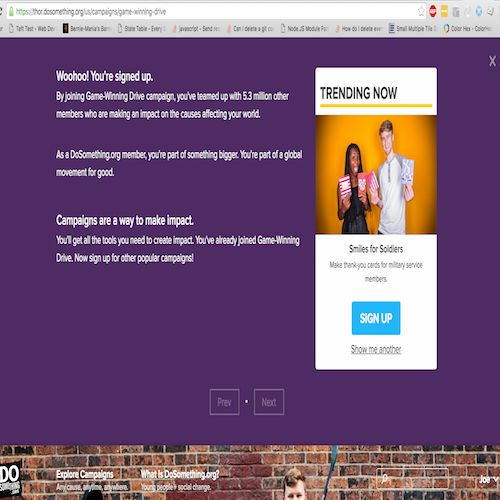 https://thor.dosomething.org/us/campaigns/game-winning-drive
Taft Test - Web Dev
Bernie-Mania's Bann
State Table - Every
javascript - Send re
Can I delete a git co
Node.JS Module Pat
How do I delete eve
Small Multiple Tile
Color Hex - ColorHex
X
Woohoo! You're signed up.
By joining Game-Winning Drive campaign, you've teamed up with 5.3 million other
members who are making an impact on the causes affecting your world.
As a DoSomething.org member, you're part of something bigger. You're part of a global
movement for good.
Campaigns are a way to make impact.
You'll get all the tools you need to create impact. You've already joined Game-Winning
Drive. Now sign up for other popular campaigns!
TRENDING NOW
Smiles for Soldiers
Make thank-you cards for military service
members.
SIGN UP
Show me another
Prev
Next
DO
SOMETHING
.ORG
Explore Campaigns
Any cause, anytime, anywhere.
What Is DoSomething.org?
Young people + social change.
Joe